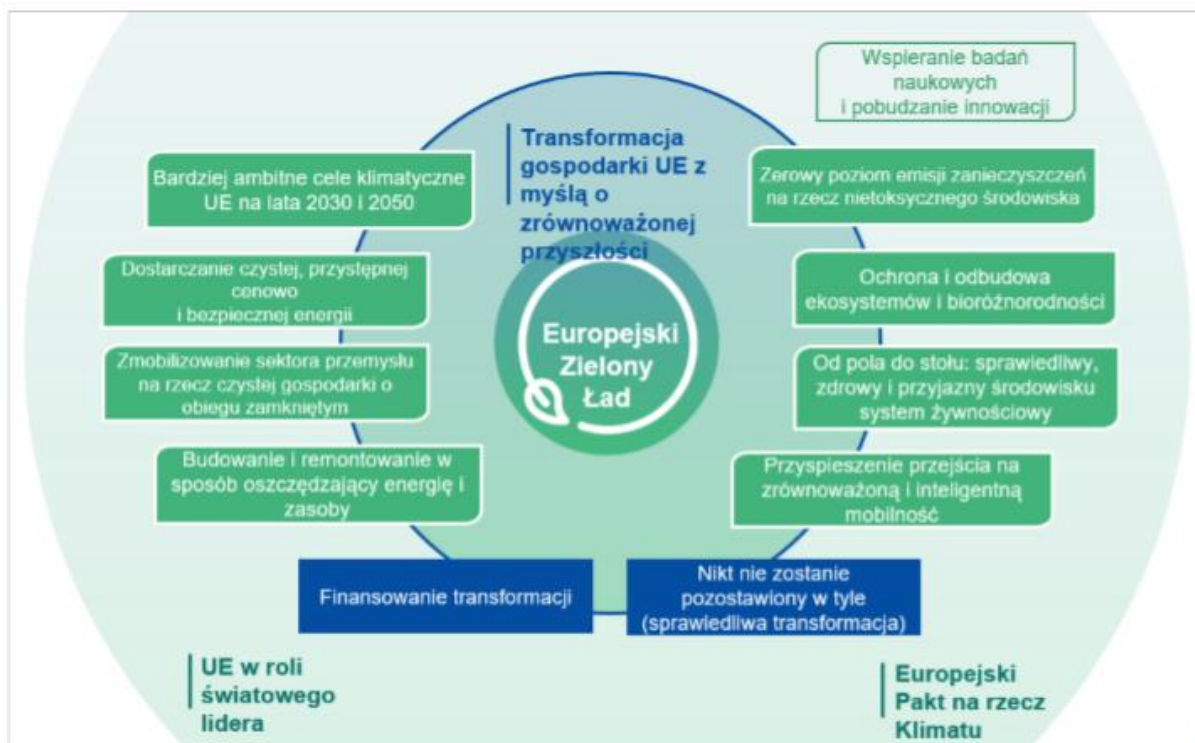 Wspieranie badań
naukowych
i pobudzanie innowacji
Transformacja
gospodarki UE z
myślą o
zrównoważonej
przyszłości
Bardziej ambitne cele klimatyczne
UE na lata 2030 i 2050
Zerowy poziom emisji zanieczyszczeń
na rzecz nietoksycznego środowiska
Dostarczanie czystej, przystępnej
cenowo
i bezpiecznej energii
Ochrona i odbudowa
ekosystemów i bioróżnorodności
Europejski
Zielony
Ład
Zmobilizowanie sektora przemysłu
na rzecz czystej gospodarki o
obiegu zamkniętym
Od pola do stołu: sprawiedliwy,
zdrowy i przyjazny środowisku
system żywnościowy
Budowanie i remontowanie w
sposób oszczędzający energię i
zasoby
Przyspieszenie przejścia na
zrównoważoną i inteligentną
mobilność
Finansowanie transformacji
Nikt nie zostanie
pozostawiony w tyle
(sprawiedliwa transformacja)
UE w roli
światowego
lidera
Europejski
Pakt na rzecz
Klimatu